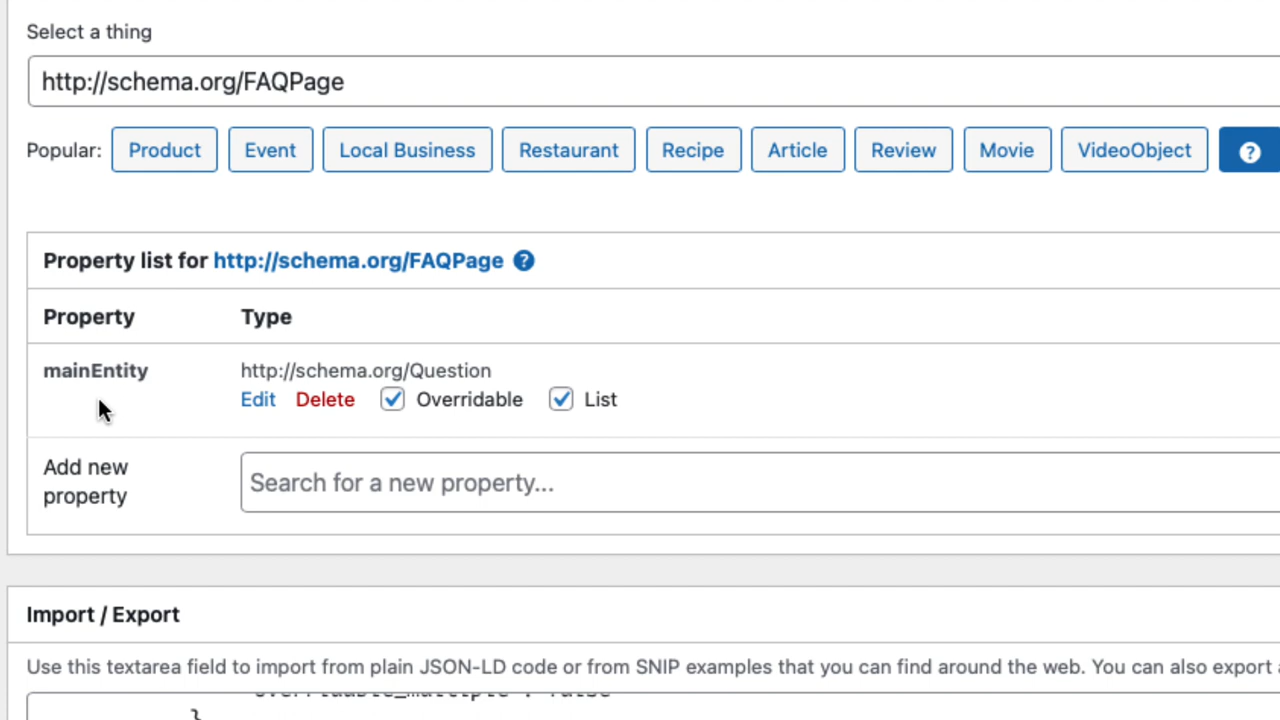 Select a thing
http://schema.org/FAQPage
Popular: Product Event Local Business Restaurant Recipe Article Review Movie VideoObject ?
Property list for http://schema.org/FAQPage ?
Property Type
mainEntity http://schema.org/Question
Edit Delete Overridable List
Add new
property
Search for a new property...
Import / Export
Use this textarea field to import from plain JSON-LD code or from SNIP examples that you can find around the web. You can also export
}